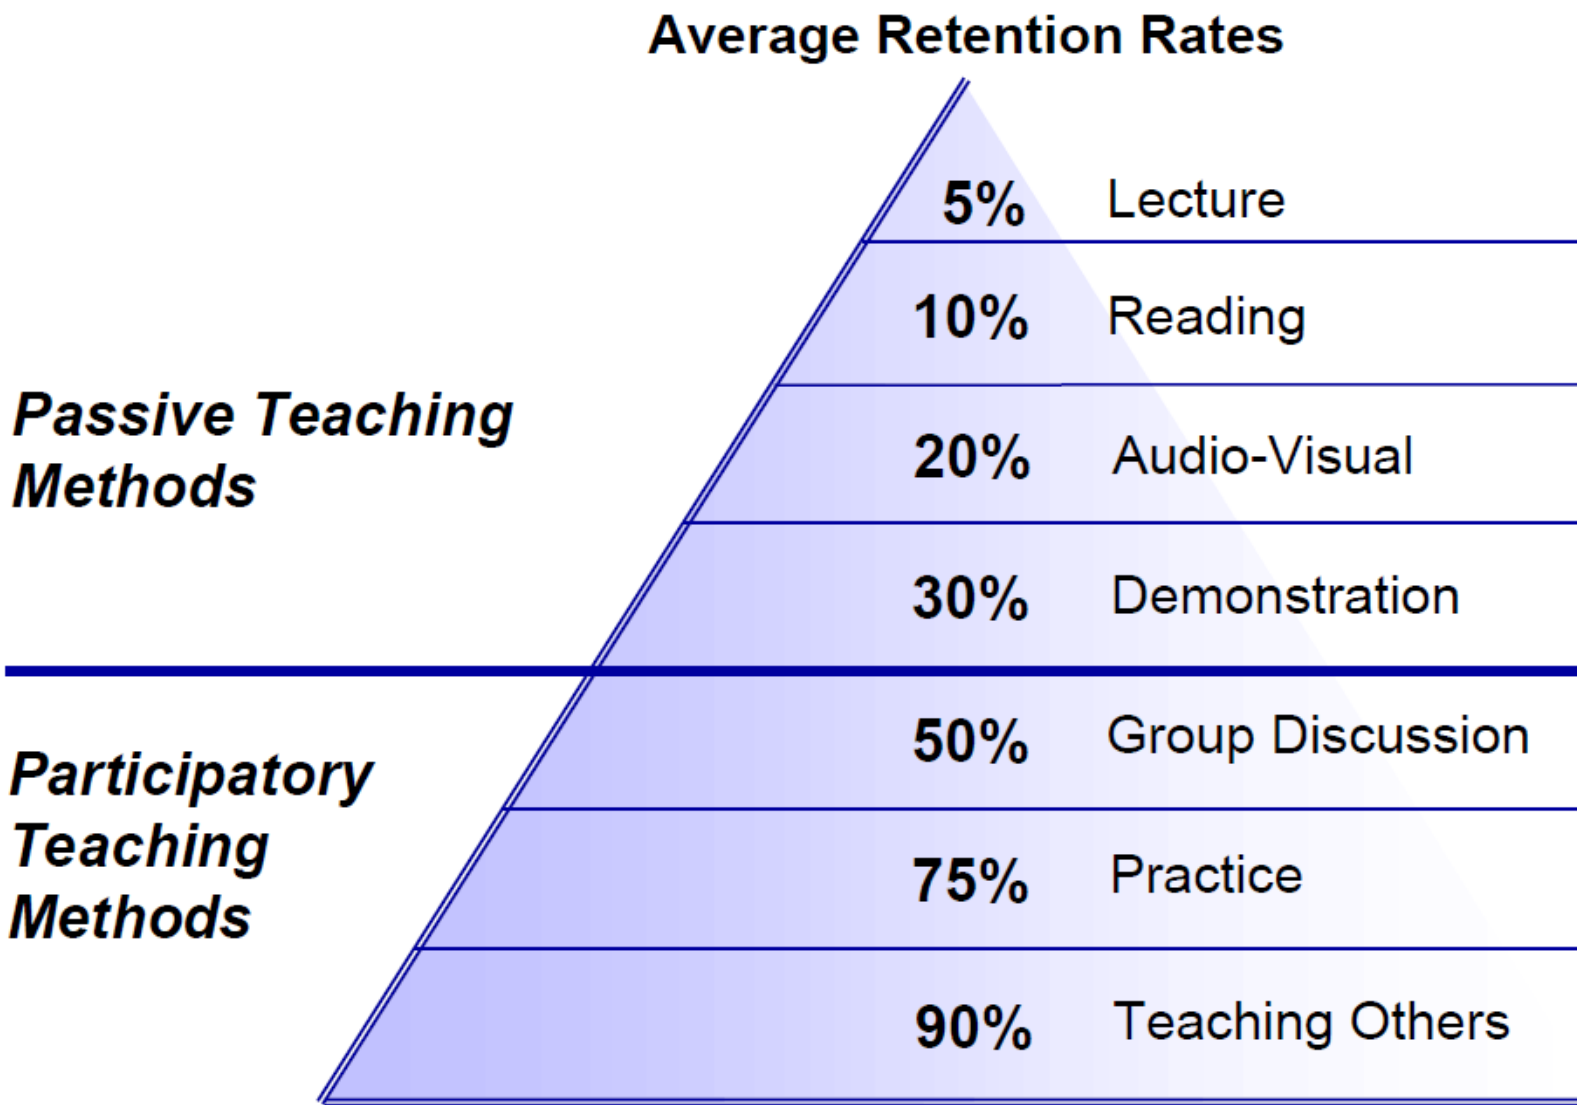 Average Retention Rates
5% Lecture
10% Reading
Passive Teaching
Methods
20% Audio-Visual
30% Demonstration
50% Group Discussion
Participatory
Teaching
Methods
75% Practice
90% Teaching Others